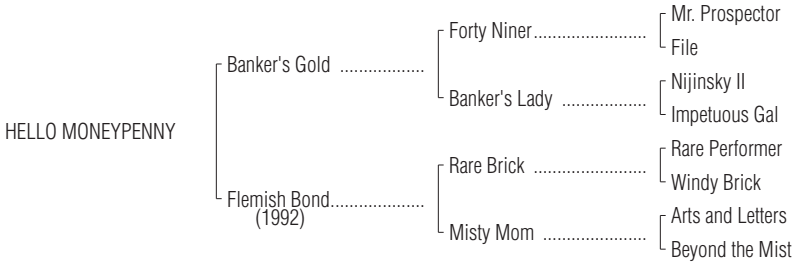 Mr. Prospector
Forty Niner.......................
File
Banker's Gold ..................
Nijinsky II
Banker's Lady .................
Impetuous Gal
HELLO MONEYPENNY
Rare Performer
Rare Brick .......................
Windy Brick
Flemish Bond....................
(1992)
Arts and Letters
Misty Mom .....................
Beyond the Mist